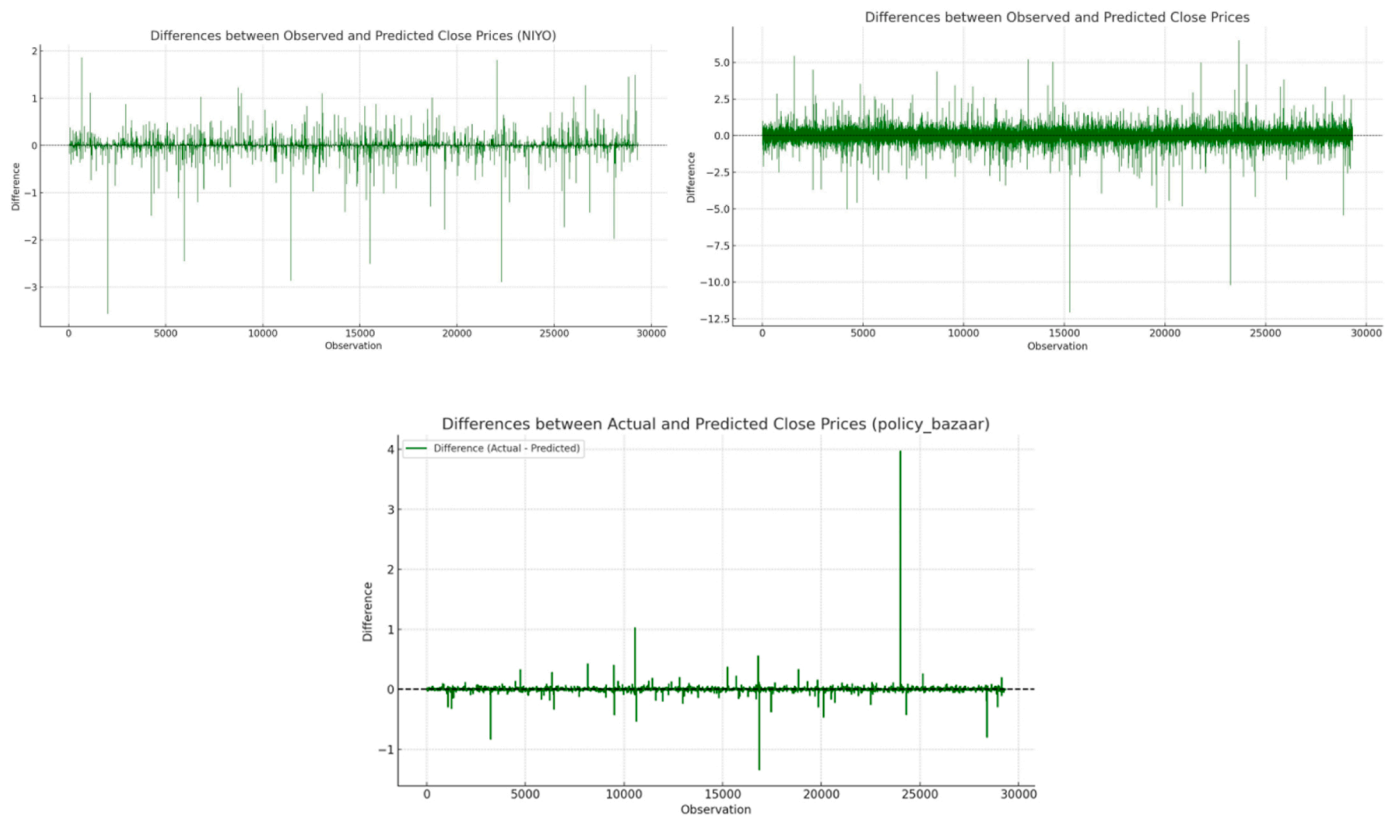 Differences between Observed and Predicted Close Prices (NIYO)
2
1
0
−1
−2
−3
Difference
0 5000 10000 15000 20000 25000 30000
Observation
Differences between Observed and Predicted Close Prices
5.0
2.5
0.0
−2.5
−5.0
−7.5
−10.0
−12.5
Difference
0 5000 10000 15000 20000 25000 30000
Observation
Differences between Actual and Predicted Close Prices (policy_bazaar)
Difference (Actual - Predicted)
4
3
2
1
0
−1
Difference
0 5000 10000 15000 20000 25000 30000
Observation